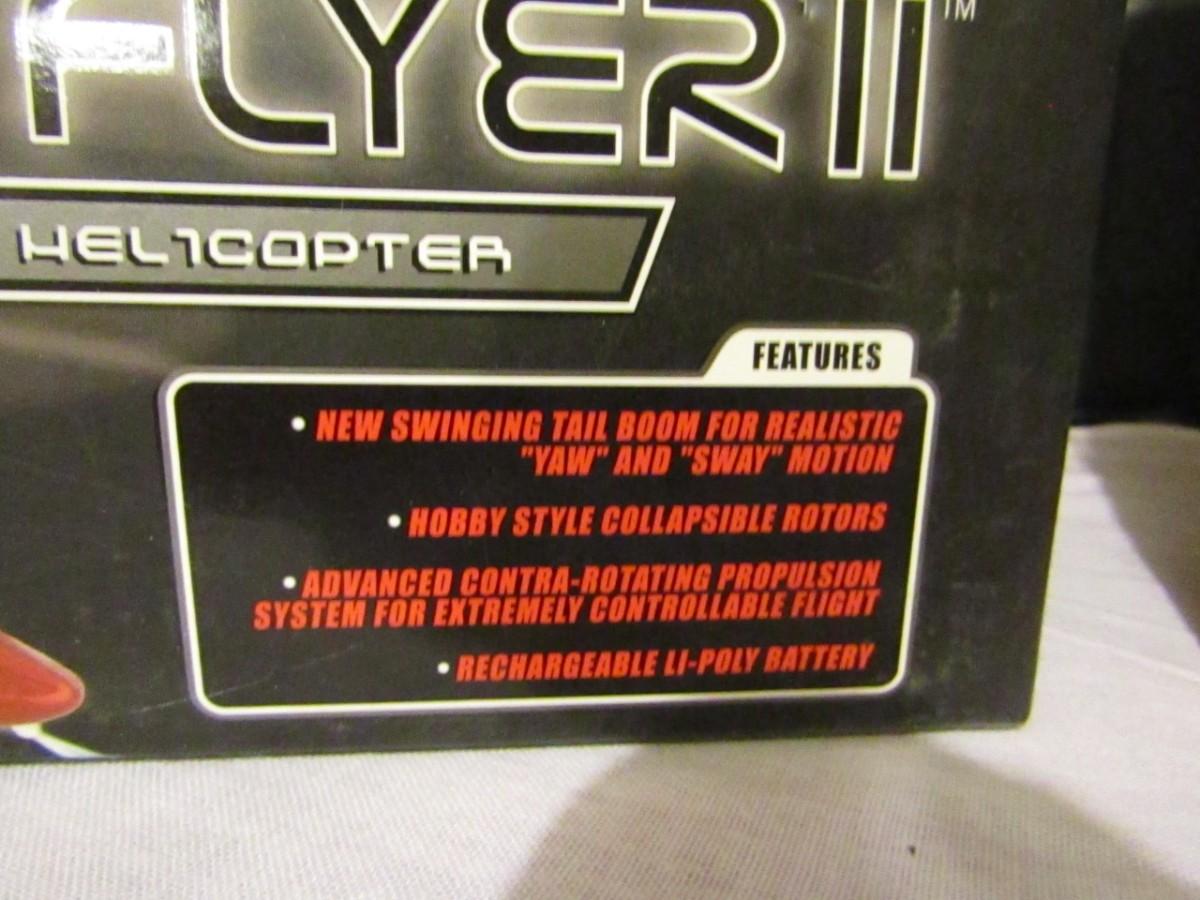 FLYER II ™
HELICOPTER
FEATURES
• NEW SWINGING TAIL BOOM FOR REALISTIC
"YAW" AND "SWAY" MOTION
• HOBBY STYLE COLLAPSIBLE ROTORS
• ADVANCED CONTRA-ROTATING PROPULSION
SYSTEM FOR EXTREMELY CONTROLLABLE FLIGHT
• RECHARGEABLE LI-POLY BATTERY